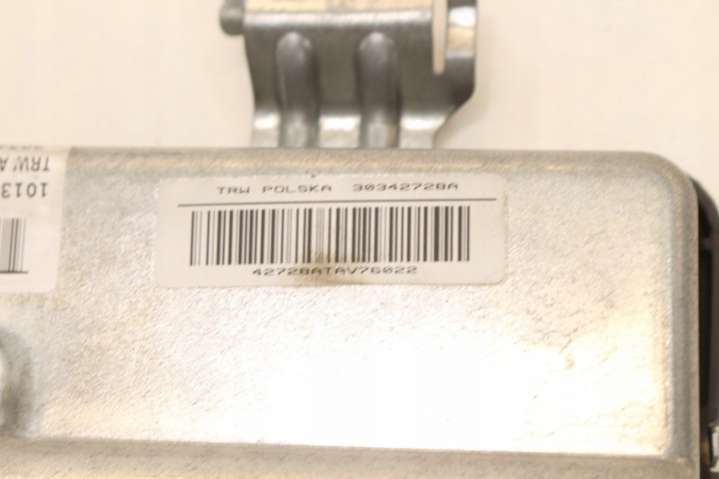 TRW POLSKA 30342728A
42728ATAV76022
TRW A
1013